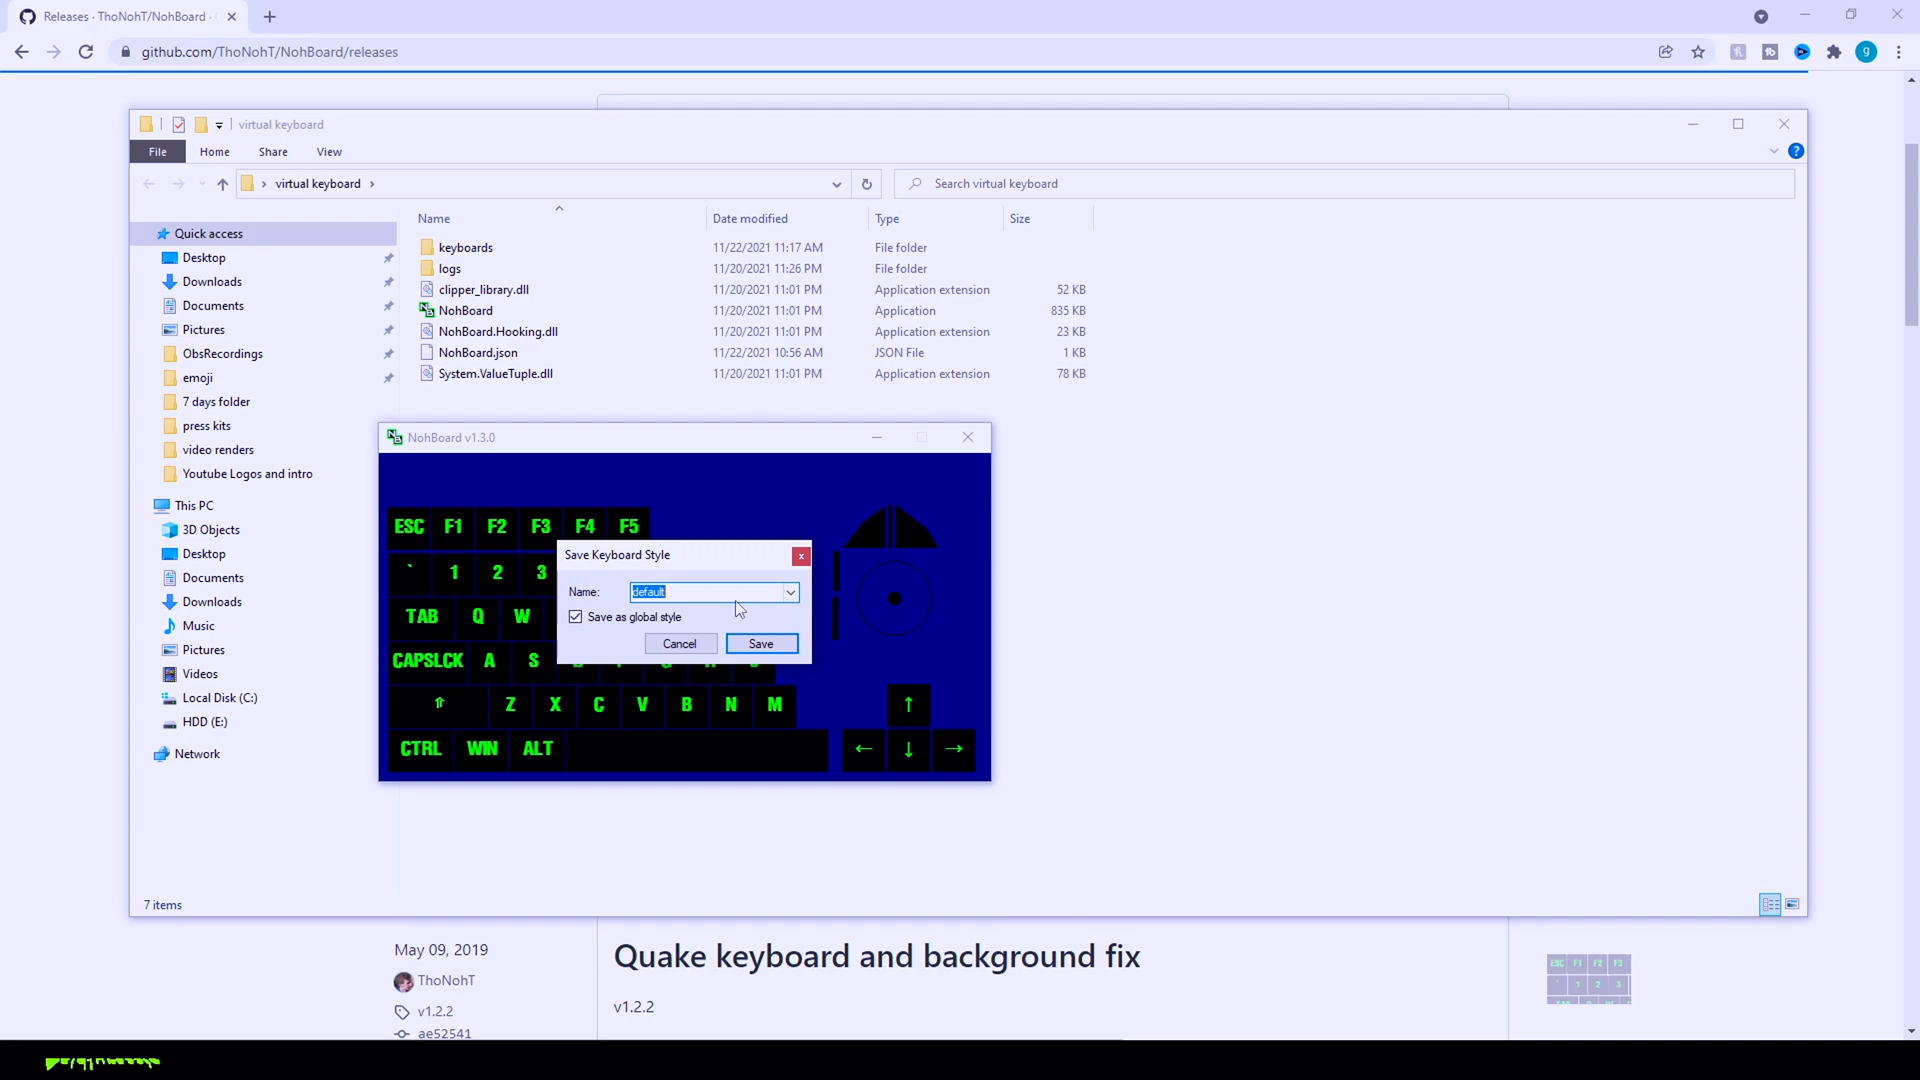 Releases · ThoNohT/NohBoard ·
github.com/ThoNohT/NohBoard/releases
g
virtual keyboard
File Home Share View
?
virtual keyboard
Search virtual keyboard
Name Date modified Type Size
Quick access
Desktop
Downloads
Documents
Pictures
ObsRecordings
emoji
7 days folder
press kits
video renders
Youtube Logos and intro
This PC
3D Objects
Desktop
Documents
Downloads
Music
Pictures
Videos
Local Disk (C:)
HDD (E:)
Network
keyboards 11/22/2021 11:17 AM File folder
logs 11/20/2021 11:26 PM File folder
clipper_library.dll 11/20/2021 11:01 PM Application extension 52 KB
NohBoard 11/20/2021 11:01 PM Application 835 KB
NohBoard.Hooking.dll 11/20/2021 11:01 PM Application extension 23 KB
NohBoard.json 11/22/2021 10:56 AM JSON File 1 KB
System.ValueTuple.dll 11/20/2021 11:01 PM Application extension 78 KB
NohBoard v1.3.0
ESC F1 F2 F3 F4 F5
` 1 2 3
TAB Q W
CAPSLCK A S
⇧ Z X C V B N M ↑
CTRL WIN ALT ← ↓ →
Save Keyboard Style x
Name: default
Save as global style
Cancel Save
7 items
May 09, 2019
ThoNohT
v1.2.2
ae52541
Quake keyboard and background fix
v1.2.2
ESC F1 F2 F3
` 1 2 3